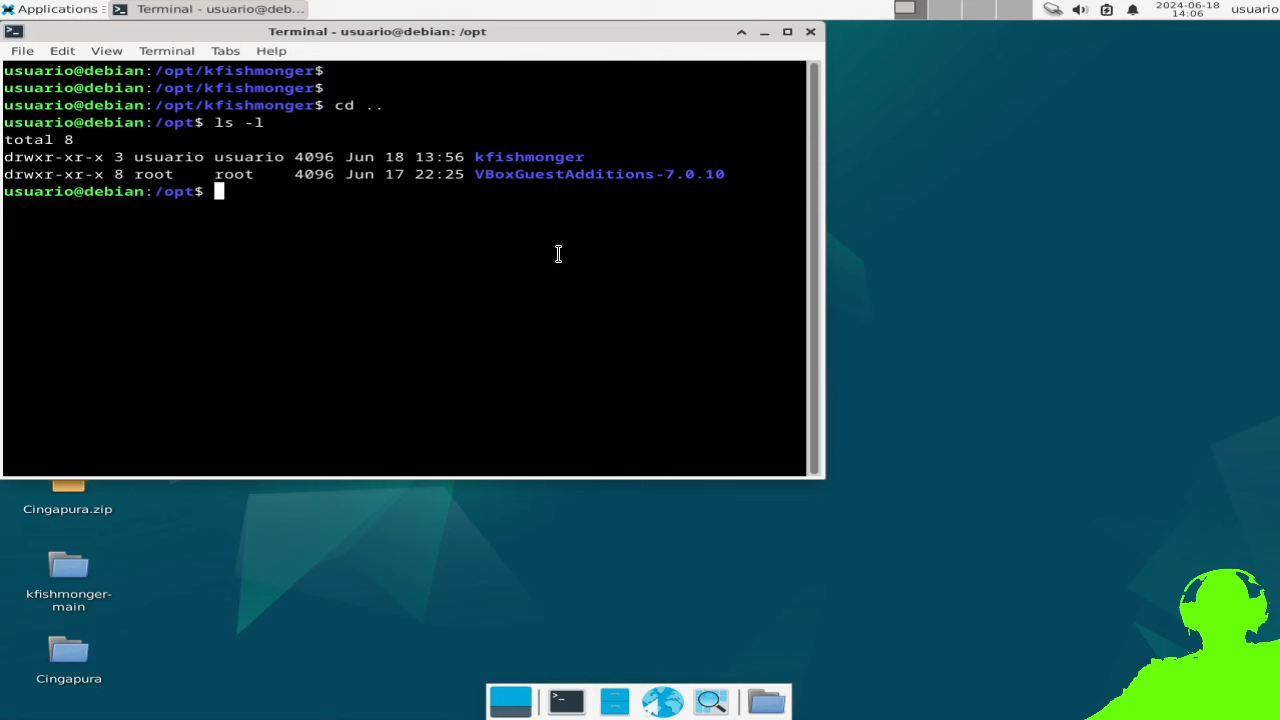 Applications
Terminal - usuario@deb...
2024-06-18
14:06
usuario
Terminal - usuario@debian: /opt
File Edit View Terminal Tabs Help
usuario@debian:/opt/kfishmonger$
usuario@debian:/opt/kfishmonger$
usuario@debian:/opt/kfishmonger$ cd ..
usuario@debian:/opt$ ls -l
total 8
drwxr-xr-x 3 usuario usuario 4096 Jun 18 13:56 kfishmonger
drwxr-xr-x 8 root    root    4096 Jun 17 22:25 VBoxGuestAdditions-7.0.10
usuario@debian:/opt$
Cingapura.zip
kfishmonger-
main
Cingapura